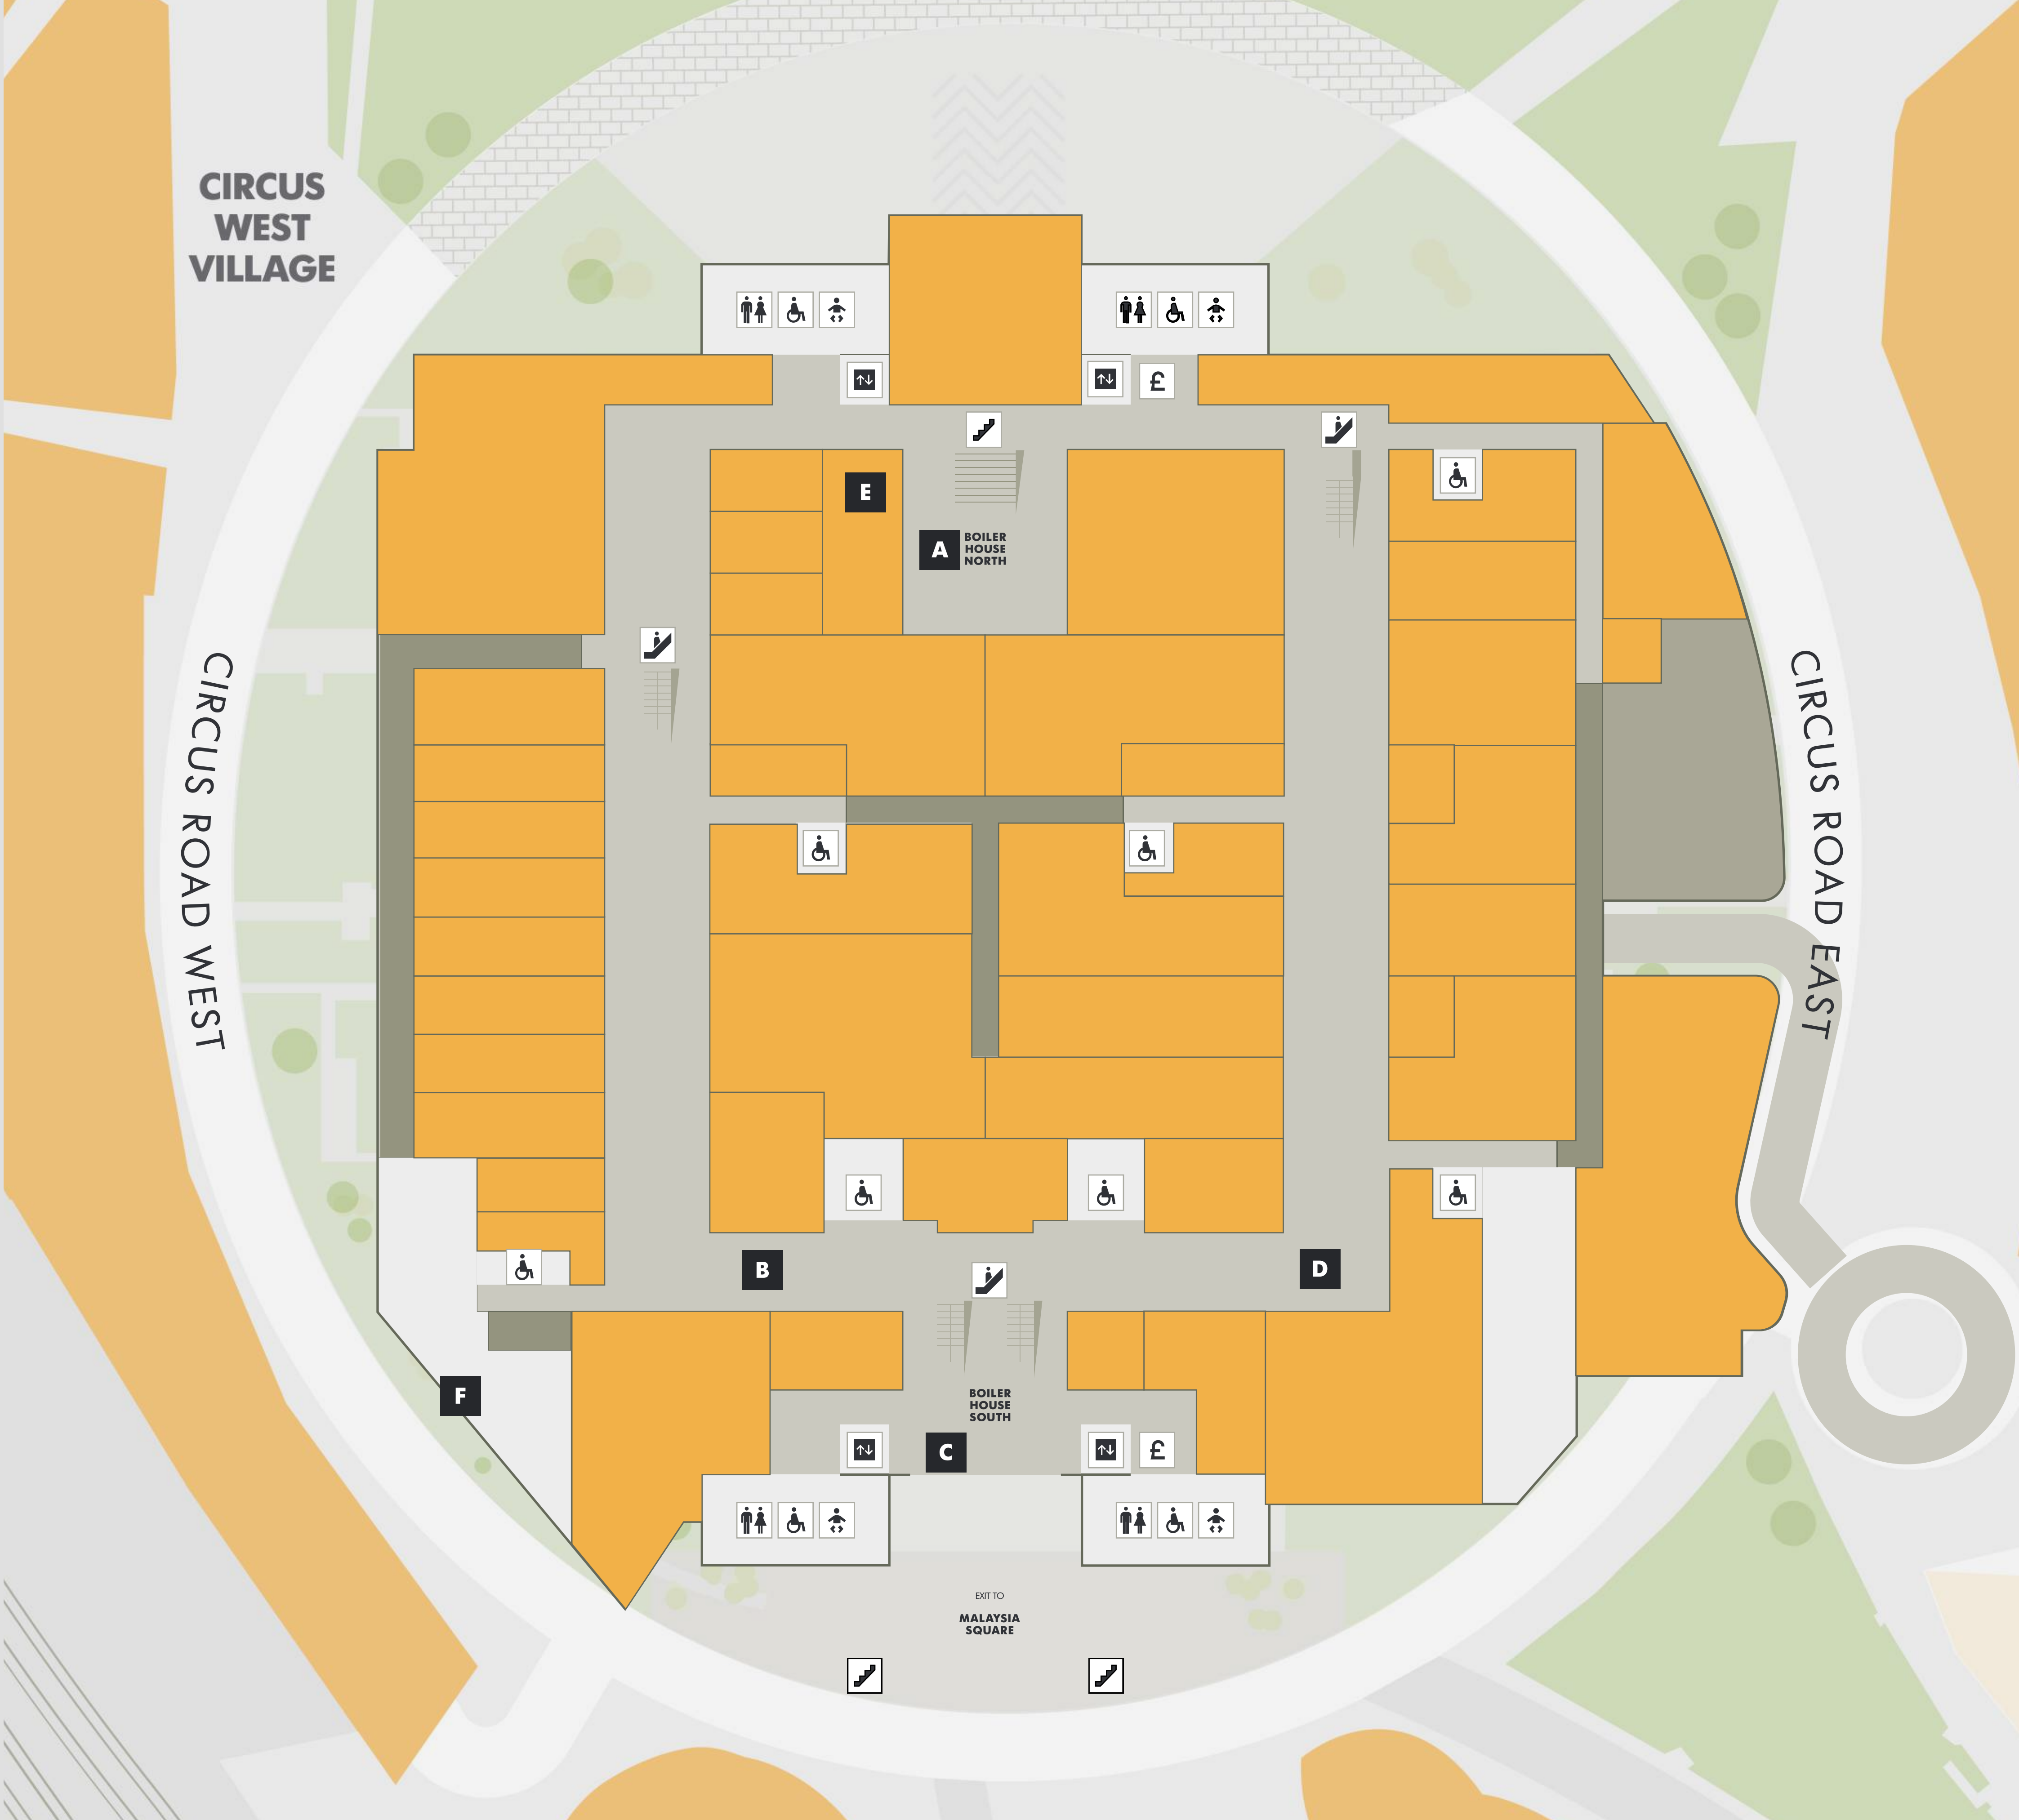 CIRCUS
WEST
VILLAGE
£
E
A
BOILER
HOUSE
NORTH
CIRCUS ROAD WEST
CIRCUS ROAD EAST
B
D
F
BOILER
HOUSE
SOUTH
C
£
EXIT TO
MALAYSIA
SQUARE